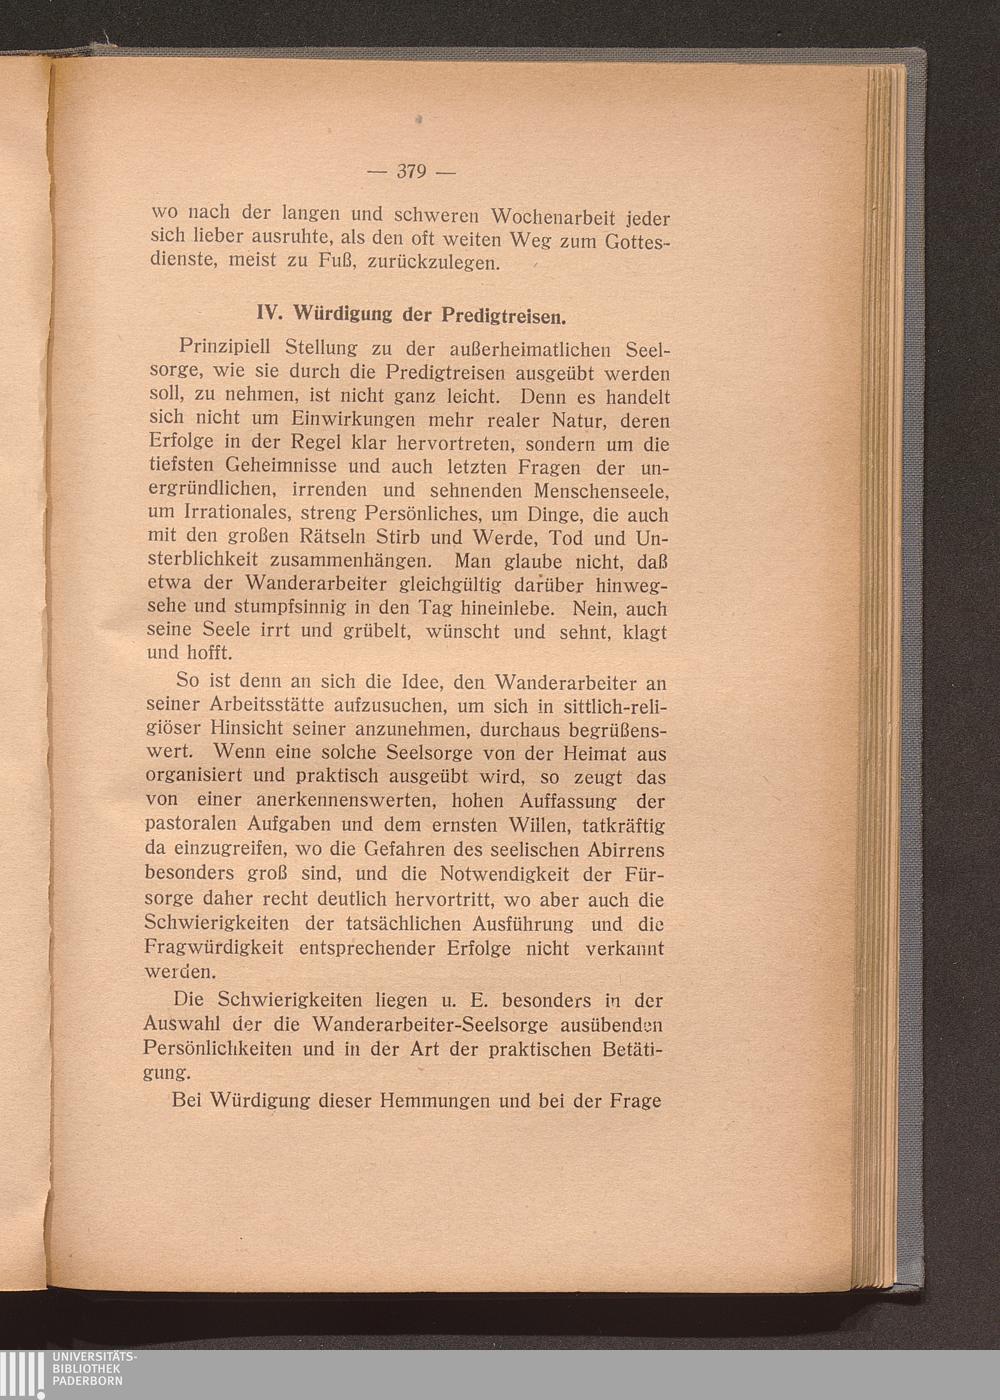 — 379 —
wo nach der langen und schweren Wochenarbeit jeder
sich lieber ausruhte, als den oft weiten Weg zum Gottes-
dienste, meist zu Fuß, zurückzulegen.
IV. Würdigung der Predigtreisen.
Prinzipiell Stellung zu der außerheimatlichen Seel-
sorge, wie sie durch die Predigtreisen ausgeübt werden
soll, zu nehmen, ist nicht ganz leicht. Denn es handelt
sich nicht um Einwirkungen mehr realer Natur, deren
Erfolge in der Regel klar hervortreten, sondern um die
tiefsten Geheimnisse und auch letzten Fragen der un-
ergründlichen, irrenden und sehnenden Menschenseele,
um Irrationales, streng Persönliches, um Dinge, die auch
mit den großen Rätseln Stirb und Werde, Tod und Un-
sterblichkeit zusammenhängen. Man glaube nicht, daß
etwa der Wanderarbeiter gleichgültig darüber hinweg-
sehe und stumpfsinnig in den Tag hineinlebe. Nein, auch
seine Seele irrt und grübelt, wünscht und sehnt, klagt
und hofft.
So ist denn an sich die Idee, den Wanderarbeiter an
seiner Arbeitsstätte aufzusuchen, um sich in sittlich-reli-
giöser Hinsicht seiner anzunehmen, durchaus begrüßens-
wert. Wenn eine solche Seelsorge von der Heimat aus
organisiert und praktisch ausgeübt wird, so zeugt das
von einer anerkennenswerten, hohen Auffassung der
pastoralen Aufgaben und dem ernsten Willen, tatkräftig
da einzugreifen, wo die Gefahren des seelischen Abirrens
besonders groß sind, und die Notwendigkeit der Für-
sorge daher recht deutlich hervortritt, wo aber auch die
Schwierigkeiten der tatsächlichen Ausführung und die
Fragwürdigkeit entsprechender Erfolge nicht verkannt
werden.
Die Schwierigkeiten liegen u. E. besonders in der
Auswahl der die Wanderarbeiter-Seelsorge ausübenden
Persönlichkeiten und in der Art der praktischen Betäti-
gung.
Bei Würdigung dieser Hemmungen und bei der Frage
UNIVERSITÄTS-
BIBLIOTHEK
PADERBORN